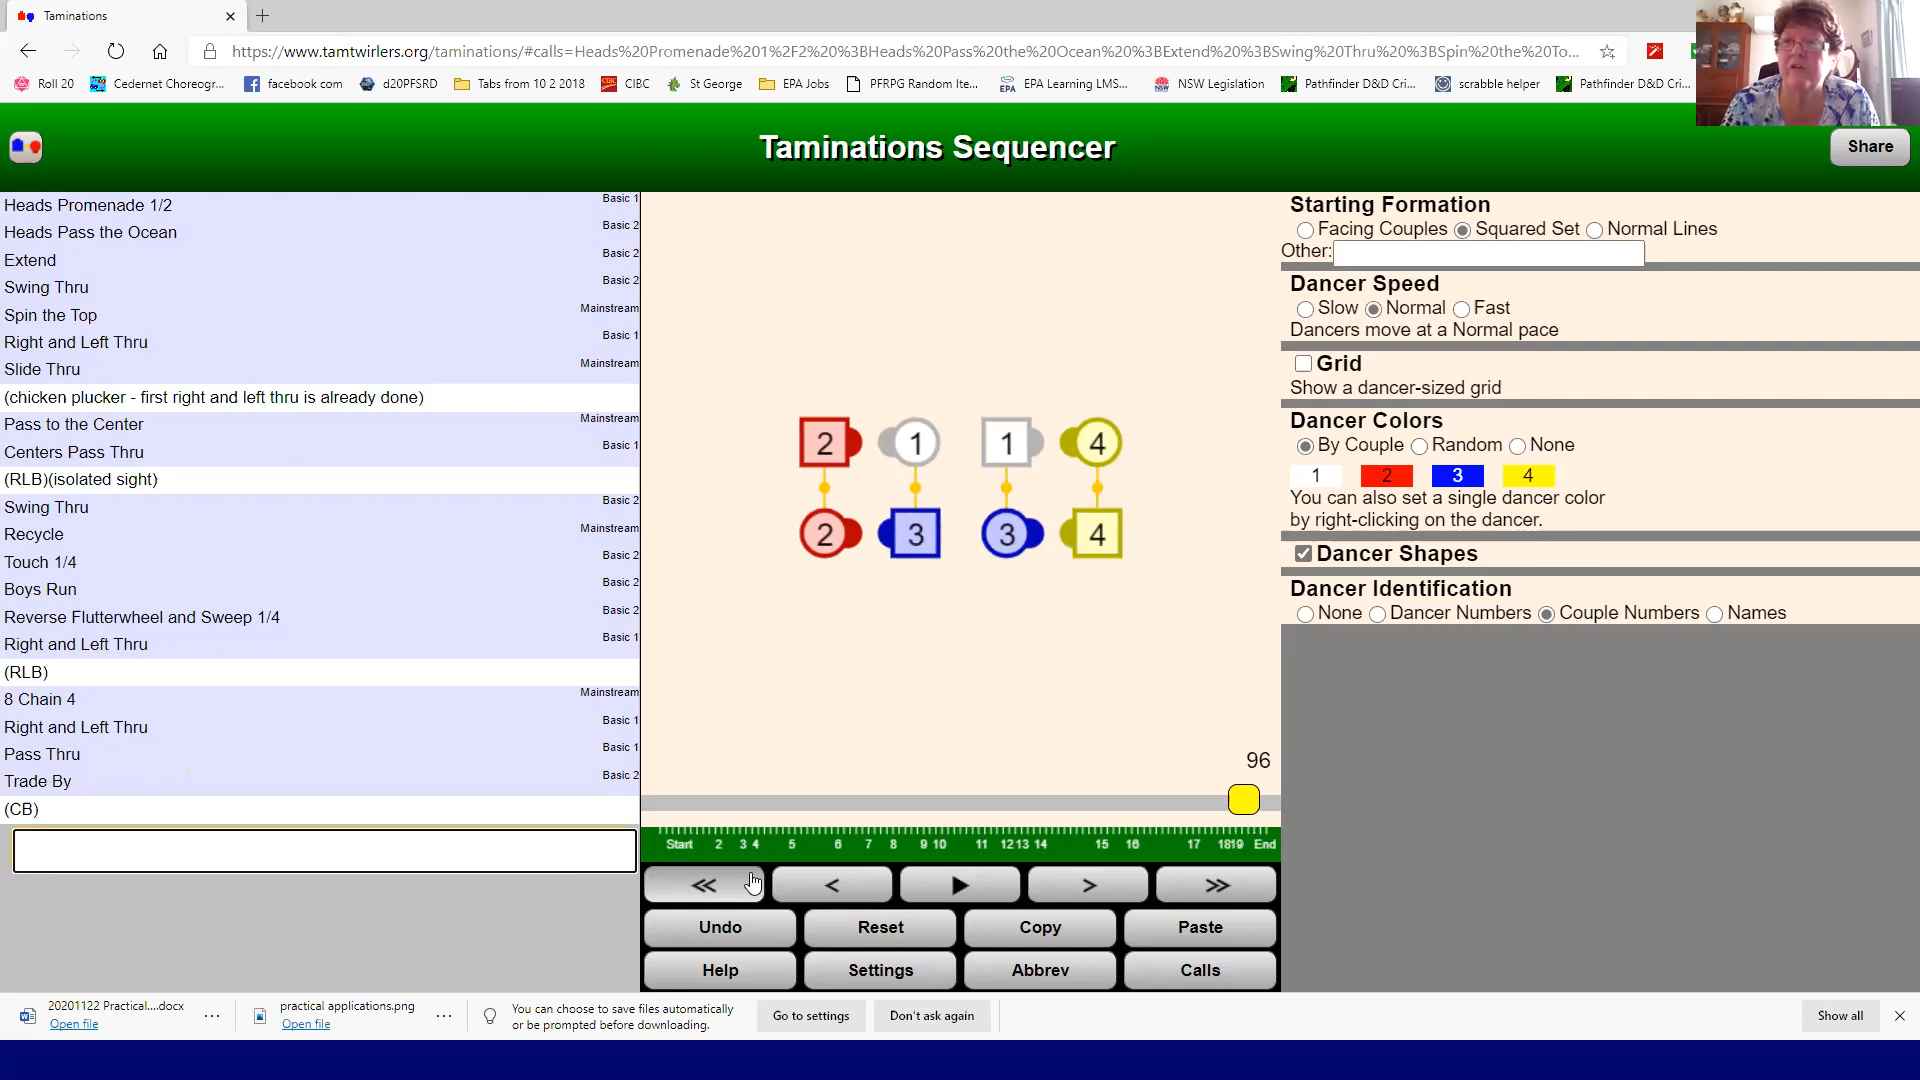 Taminations
https://www.tamtwirlers.org/taminations/#calls=Heads%20Promenade%201%2F2%20%3BHeads%20Pass%20the%20Ocean%20%3BExtend%20%3BSwing%20Thru%20%3BSpin%20the%20To...
Roll 20
Cedernet Choreogr...
facebook com
d20PFSRD
Tabs from 10 2 2018
CIBC
St George
EPA Jobs
PFRPG Random Ite...
EPA Learning LMS...
NSW Legislation
Pathfinder D&D Cri...
scrabble helper
Pathfinder D&D Cri...
Taminations Sequencer
Share
Heads Promenade 1/2 Basic 1
Heads Pass the Ocean Basic 2
Extend Basic 2
Swing Thru Basic 2
Spin the Top Mainstream
Right and Left Thru Basic 1
Slide Thru Mainstream
(chicken plucker - first right and left thru is already done)
Pass to the Center Mainstream
Centers Pass Thru Basic 1
(RLB)(isolated sight)
Swing Thru Basic 2
Recycle Mainstream
Touch 1/4 Basic 2
Boys Run Basic 2
Reverse Flutterwheel and Sweep 1/4 Basic 2
Right and Left Thru Basic 1
(RLB)
8 Chain 4 Mainstream
Right and Left Thru Basic 1
Pass Thru Basic 1
Trade By Basic 2
(CB)
2 1 1 4
2 3 3 4
96
Start 2 3 4 5 6 7 8 9 10 11 12 13 14 15 16 17 18 19 End
<< < > >>
Undo Reset Copy Paste
Help Settings Abbrev Calls
Starting Formation
Facing Couples Squared Set Normal Lines
Other:
Dancer Speed
Slow Normal Fast
Dancers move at a Normal pace
Grid
Show a dancer-sized grid
Dancer Colors
By Couple Random None
1 2 3 4
You can also set a single dancer color
by right-clicking on the dancer.
Dancer Shapes
Dancer Identification
None Dancer Numbers Couple Numbers Names
20201122 Practical....docx
Open file
practical applications.png
Open file
You can choose to save files automatically
or be prompted before downloading.
Go to settings
Don't ask again
Show all